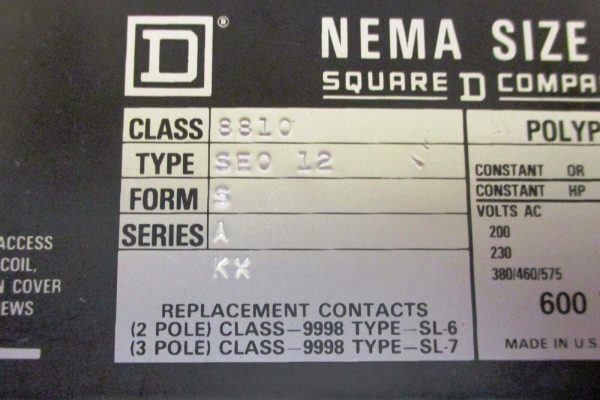 D®
NEMA SIZE
SQUARE D COMPA
CLASS 8810
TYPE SEO 12
FORM S
SERIES A
KX
REPLACEMENT CONTACTS
(2 POLE) CLASS–9998 TYPE–SL-6
(3 POLE) CLASS–9998 TYPE–SL-7
POLYP
CONSTANT OR
CONSTANT HP
VOLTS AC
200
230
380/460/575
600
MADE IN U.S.
ACCESS
COIL,
N COVER
EWS